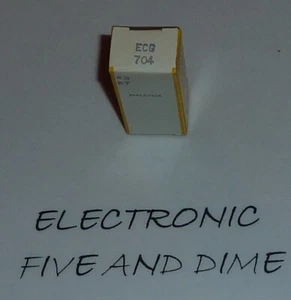 ECG
704
ELECTRONIC
FIVE AND DIME